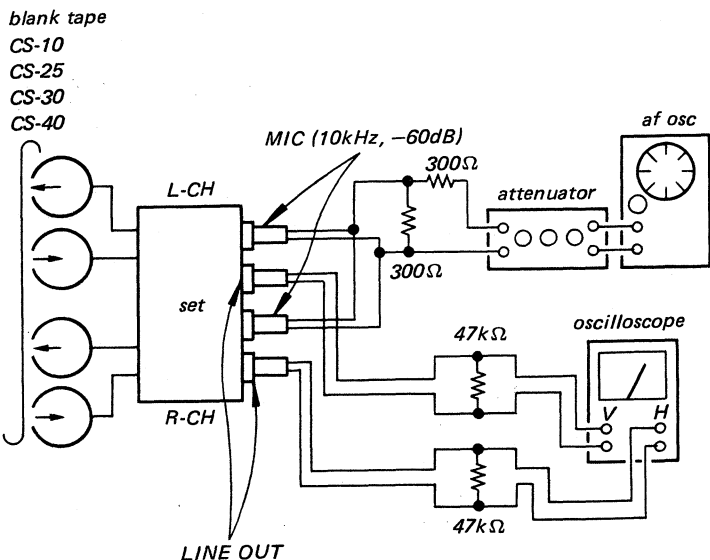 blank tape
CS-10
CS-25
CS-30
CS-40
MIC (10kHz, −60dB)
af osc
L-CH
300Ω
attenuator
set
300Ω
47kΩ
oscilloscope
V H
R-CH
47kΩ
LINE OUT